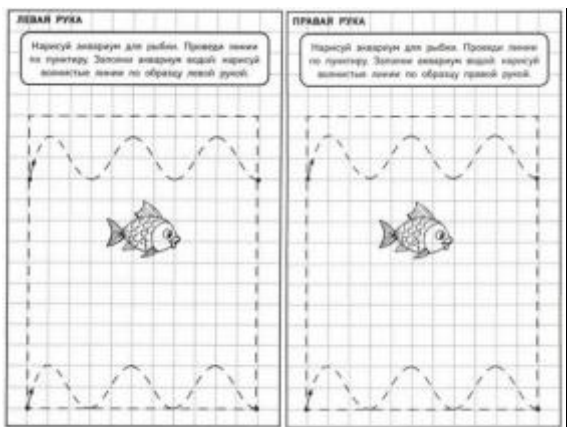 ЛЕВАЯ РУКА
Нарисуй аквариум для рыбки. Проведи линии
по пунктиру. Заполни аквариум водой: нарисуй
волнистые линии по образцу левой рукой.
ПРАВАЯ РУКА
Нарисуй аквариум для рыбки. Проведи линии
по пунктиру. Заполни аквариум водой: нарисуй
волнистые линии по образцу правой рукой.